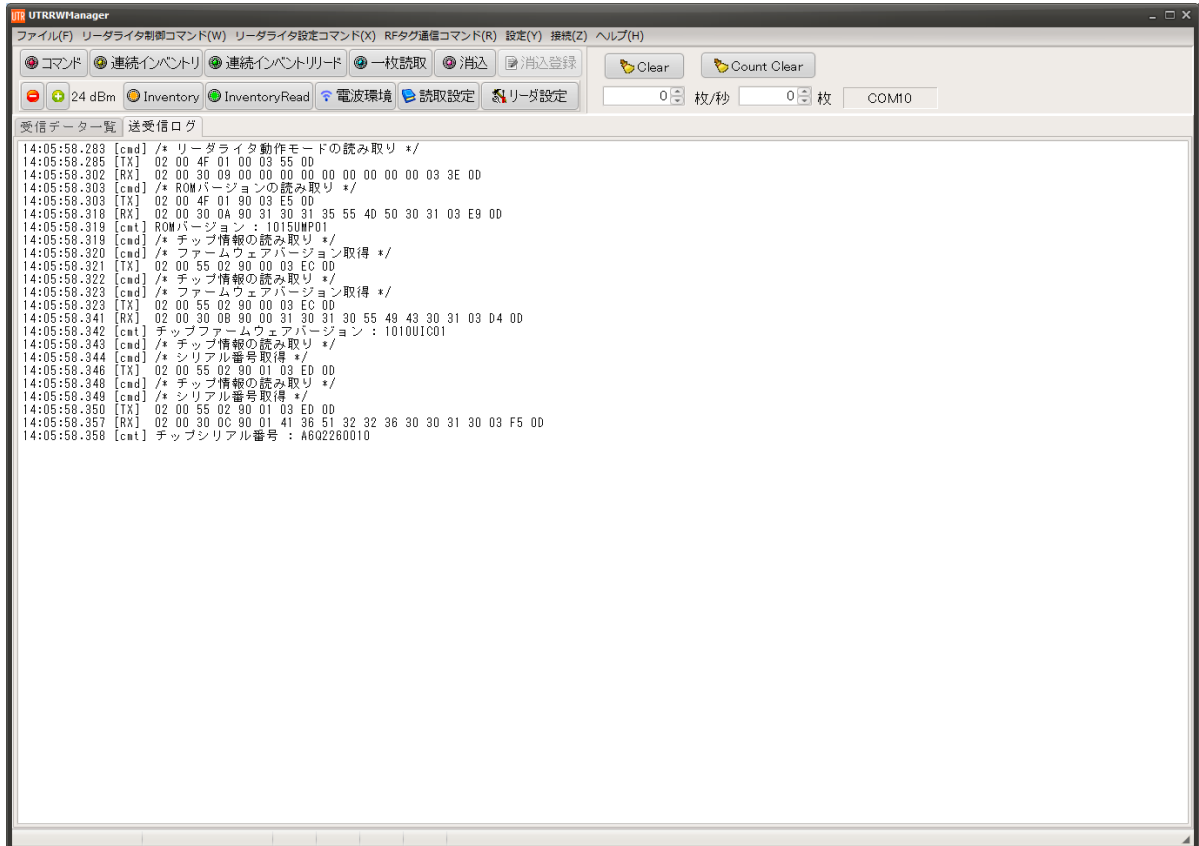 UTR UTRRWManager
ファイル(F) リーダライタ制御コマンド(W) リーダライタ設定コマンド(X) RFタグ通信コマンド(R) 設定(Y) 接続(Z) ヘルプ(H)
コマンド 連続インベントリ 連続インベントリリード 一枚読取 消込 消込登録 Clear Count Clear
24 dBm Inventory InventoryRead 電波環境 読取設定 リーダ設定 0 枚/秒 0 枚 COM10
受信データ一覧 送受信ログ
14:05:58.283 [cmd] /* リーダライタ動作モードの読み取り */
14:05:58.285 [TX] 02 00 4F 01 00 03 55 0D
14:05:58.302 [RX] 02 00 30 09 00 00 00 00 00 00 00 00 00 03 3E 0D
14:05:58.303 [cmd] /* ROMバージョンの読み取り */
14:05:58.303 [TX] 02 00 4F 01 90 03 E5 0D
14:05:58.318 [RX] 02 00 30 0A 90 31 30 31 35 55 4D 50 30 31 03 E9 0D
14:05:58.319 [cmt] ROMバージョン : 1015UMP01
14:05:58.319 [cmd] /* チップ情報の読み取り */
14:05:58.320 [cmd] /* ファームウェアバージョン取得 */
14:05:58.321 [TX] 02 00 55 02 90 00 03 EC 0D
14:05:58.322 [cmd] /* チップ情報の読み取り */
14:05:58.323 [cmd] /* ファームウェアバージョン取得 */
14:05:58.323 [TX] 02 00 55 02 90 00 03 EC 0D
14:05:58.341 [RX] 02 00 30 0B 90 00 31 30 31 30 55 49 43 30 31 03 D4 0D
14:05:58.342 [cmt] チップファームウェアバージョン : 1010UIC01
14:05:58.343 [cmd] /* チップ情報の読み取り */
14:05:58.344 [cmd] /* シリアル番号取得 */
14:05:58.346 [TX] 02 00 55 02 90 01 03 ED 0D
14:05:58.348 [cmd] /* チップ情報の読み取り */
14:05:58.349 [cmd] /* シリアル番号取得 */
14:05:58.350 [TX] 02 00 55 02 90 01 03 ED 0D
14:05:58.357 [RX] 02 00 30 0C 90 01 41 36 51 32 32 36 30 30 31 30 03 F5 0D
14:05:58.358 [cmt] チップシリアル番号 : A6Q2260010